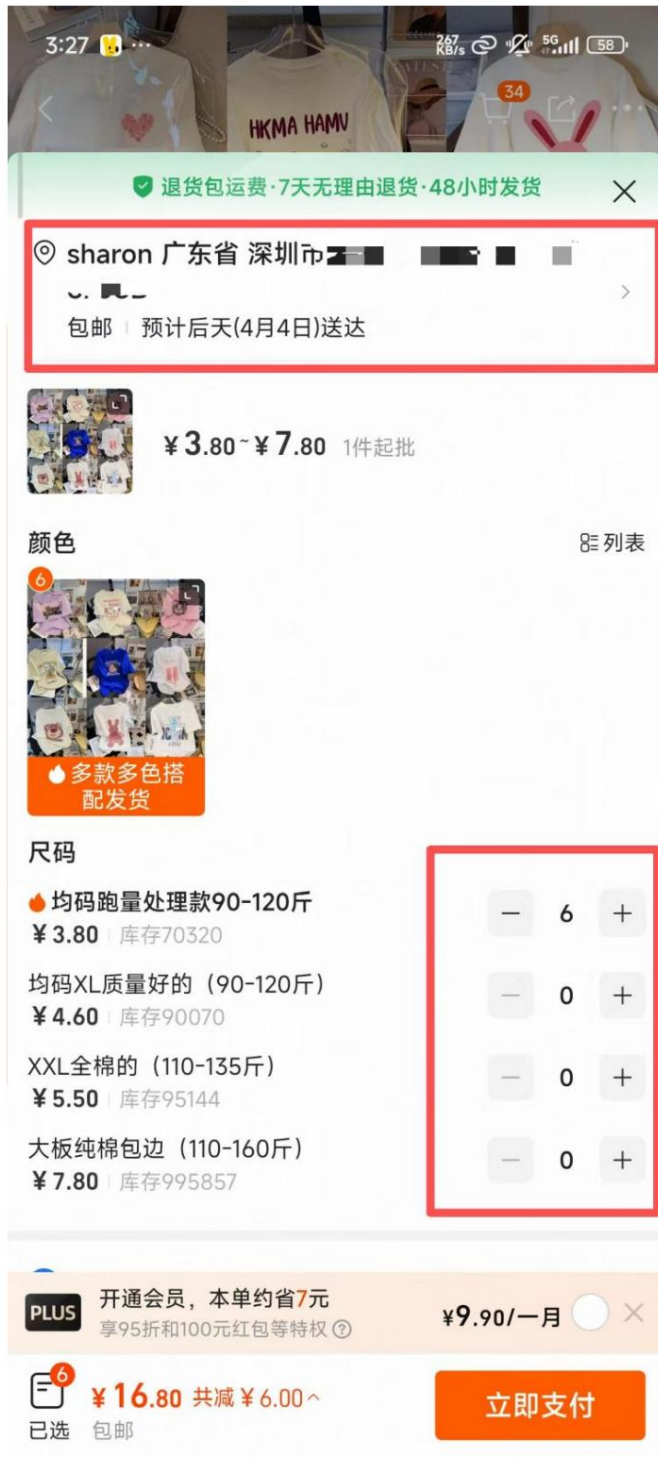 3:27
267 KB/s 5G 58
34
HKMA HAMV
退货包运费·7天无理由退货·48小时发货
sharon 广东省 深圳市
包邮 预计后天(4月4日)送达
¥3.80~¥7.80 1件起批
颜色 列表
6
多款多色搭
配发货
尺码
均码跑量处理款90-120斤
¥3.80 库存70320
6
均码XL质量好的（90-120斤）
¥4.60 库存90070
0
XXL全棉的（110-135斤）
¥5.50 库存95144
0
大板纯棉包边（110-160斤）
¥7.80 库存995857
0
PLUS
开通会员，本单约省7元
享95折和100元红包等特权
¥9.90/一月
6
已选
¥16.80 共减¥6.00
包邮
立即支付